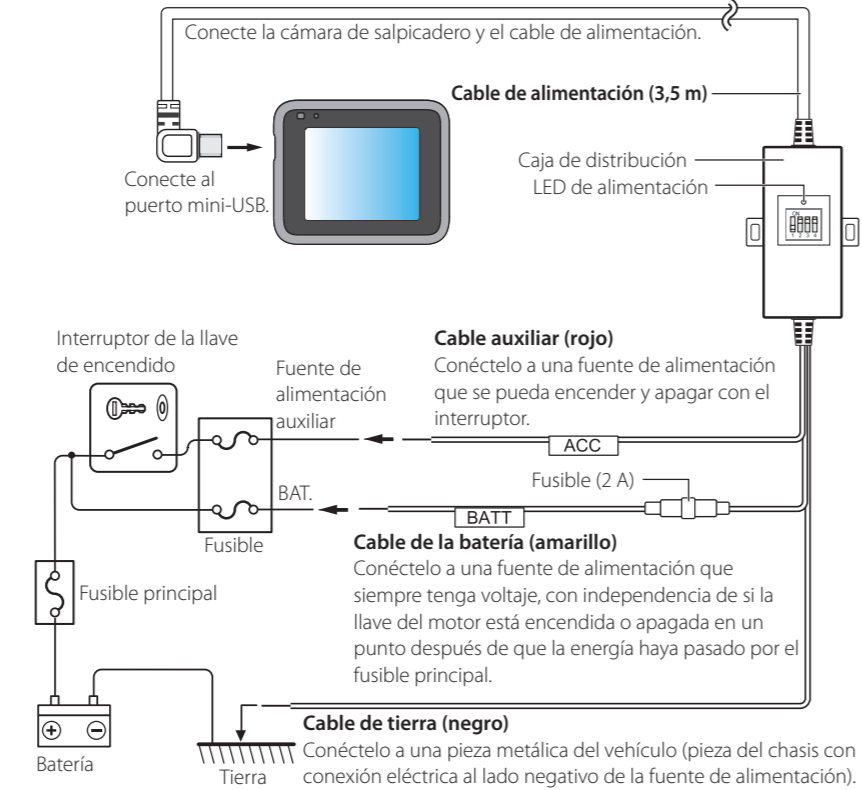 Conecte la cámara de salpicadero y el cable de alimentación.
Cable de alimentación (3,5 m)
Caja de distribución
LED de alimentación
ON
1 2 3 4
Conecte al
puerto mini-USB.
Interruptor de la llave
de encendido
Fuente de
alimentación
auxiliar
Cable auxiliar (rojo)
Conéctelo a una fuente de alimentación
que se pueda encender y apagar con el
interruptor.
ACC
Fusible (2 A)
BAT.
BATT
Fusible
Cable de la batería (amarillo)
Conéctelo a una fuente de alimentación que
siempre tenga voltaje, con independencia de si la
llave del motor está encendida o apagada en un
punto después de que la energía haya pasado por el
fusible principal.
Fusible principal
Batería
Tierra
Cable de tierra (negro)
Conéctelo a una pieza metálica del vehículo (pieza del chasis con
conexión eléctrica al lado negativo de la fuente de alimentación).